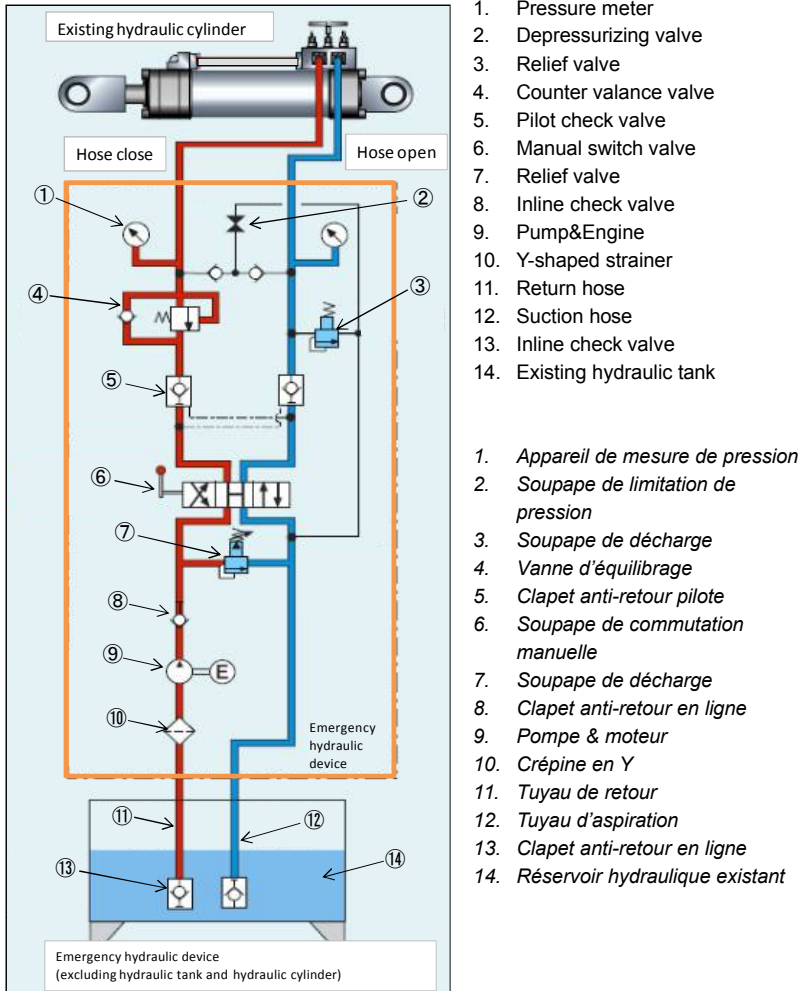 Existing hydraulic cylinder
Hose close
Hose open
①
②
④
③
⑤
⑥
⑦
⑧
⑨
E
⑩
Emergency
hydraulic
device
⑪
⑫
⑬
⑭
Emergency hydraulic device
(excluding hydraulic tank and hydraulic cylinder)
1. Pressure meter
2. Depressurizing valve
3. Relief valve
4. Counter valance valve
5. Pilot check valve
6. Manual switch valve
7. Relief valve
8. Inline check valve
9. Pump&Engine
10. Y-shaped strainer
11. Return hose
12. Suction hose
13. Inline check valve
14. Existing hydraulic tank
1. Appareil de mesure de pression
2. Soupape de limitation de
pression
3. Soupape de décharge
4. Vanne d'équilibrage
5. Clapet anti-retour pilote
6. Soupape de commutation
manuelle
7. Soupape de décharge
8. Clapet anti-retour en ligne
9. Pompe & moteur
10. Crépine en Y
11. Tuyau de retour
12. Tuyau d'aspiration
13. Clapet anti-retour en ligne
14. Réservoir hydraulique existant